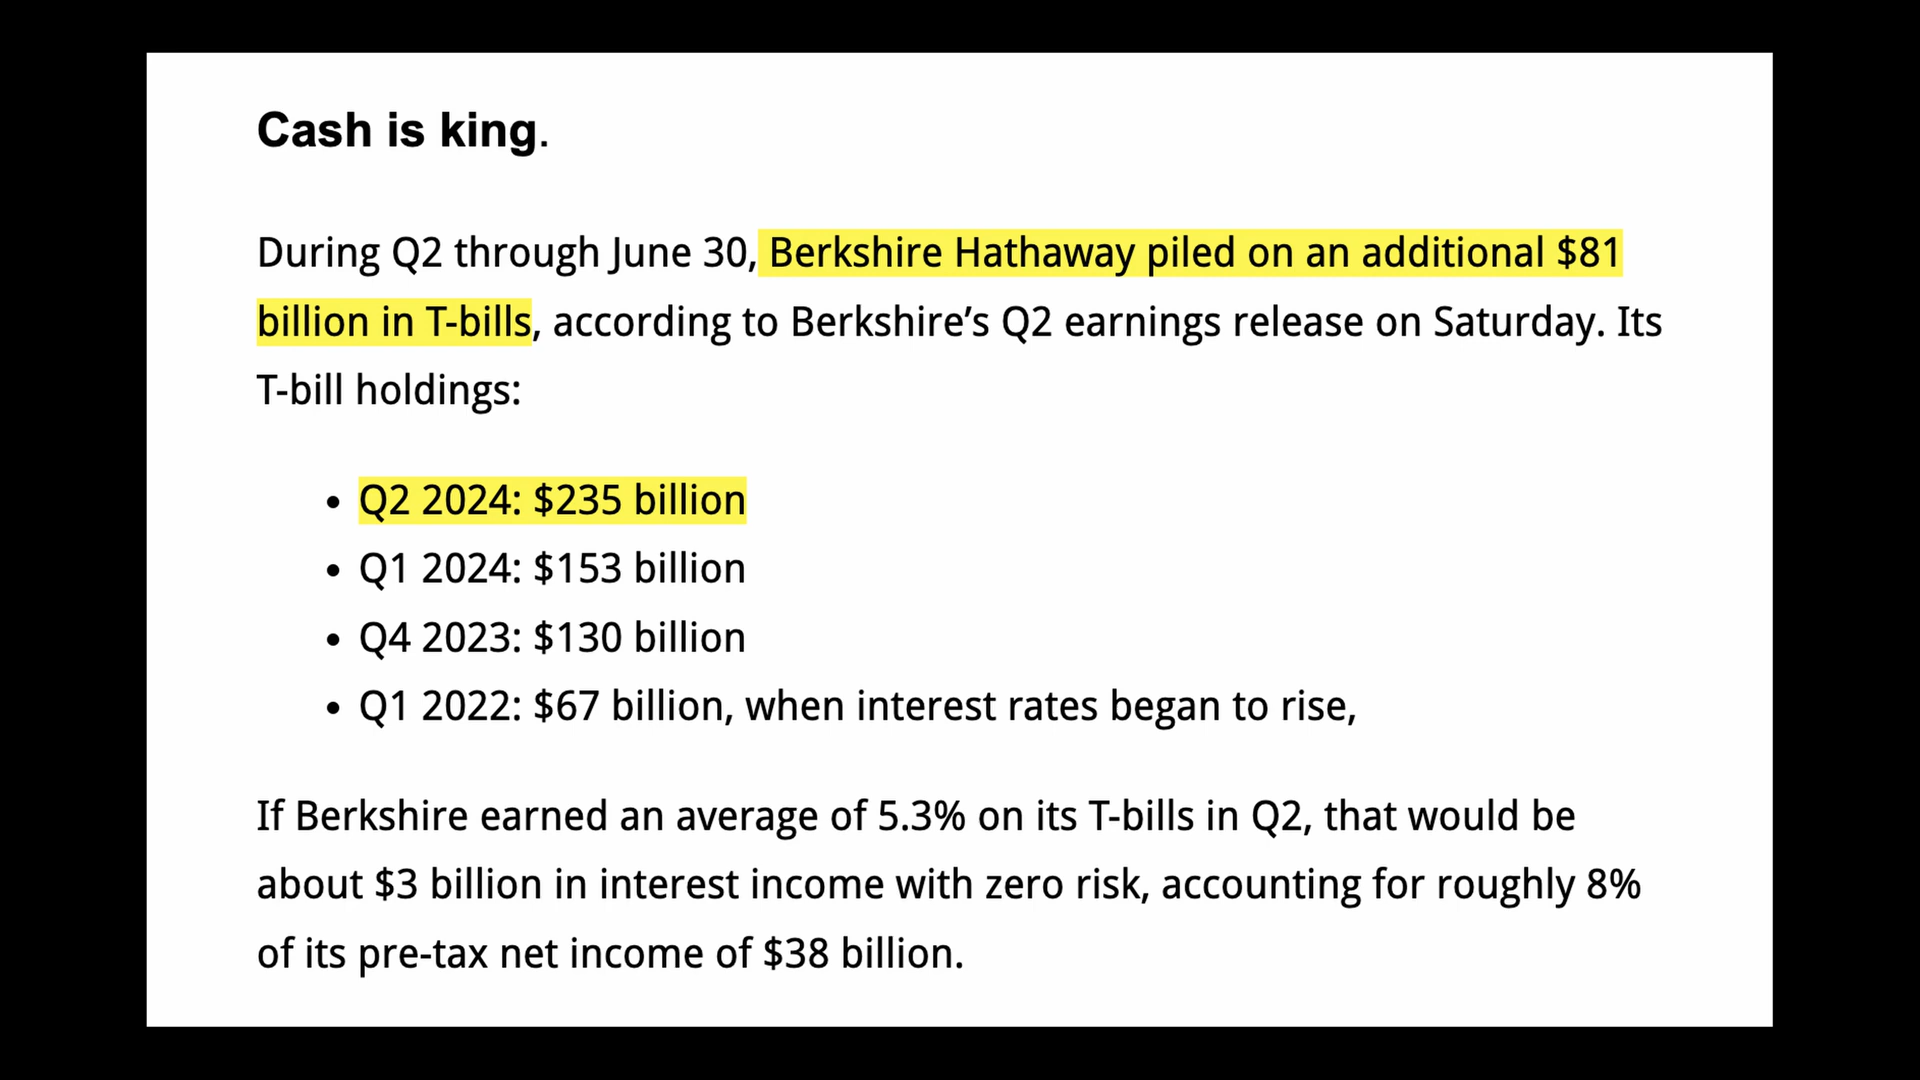 Cash is king.
During Q2 through June 30, Berkshire Hathaway piled on an additional $81
billion in T-bills, according to Berkshire’s Q2 earnings release on Saturday. Its
T-bill holdings:
• Q2 2024: $235 billion
• Q1 2024: $153 billion
• Q4 2023: $130 billion
• Q1 2022: $67 billion, when interest rates began to rise,
If Berkshire earned an average of 5.3% on its T-bills in Q2, that would be
about $3 billion in interest income with zero risk, accounting for roughly 8%
of its pre-tax net income of $38 billion.